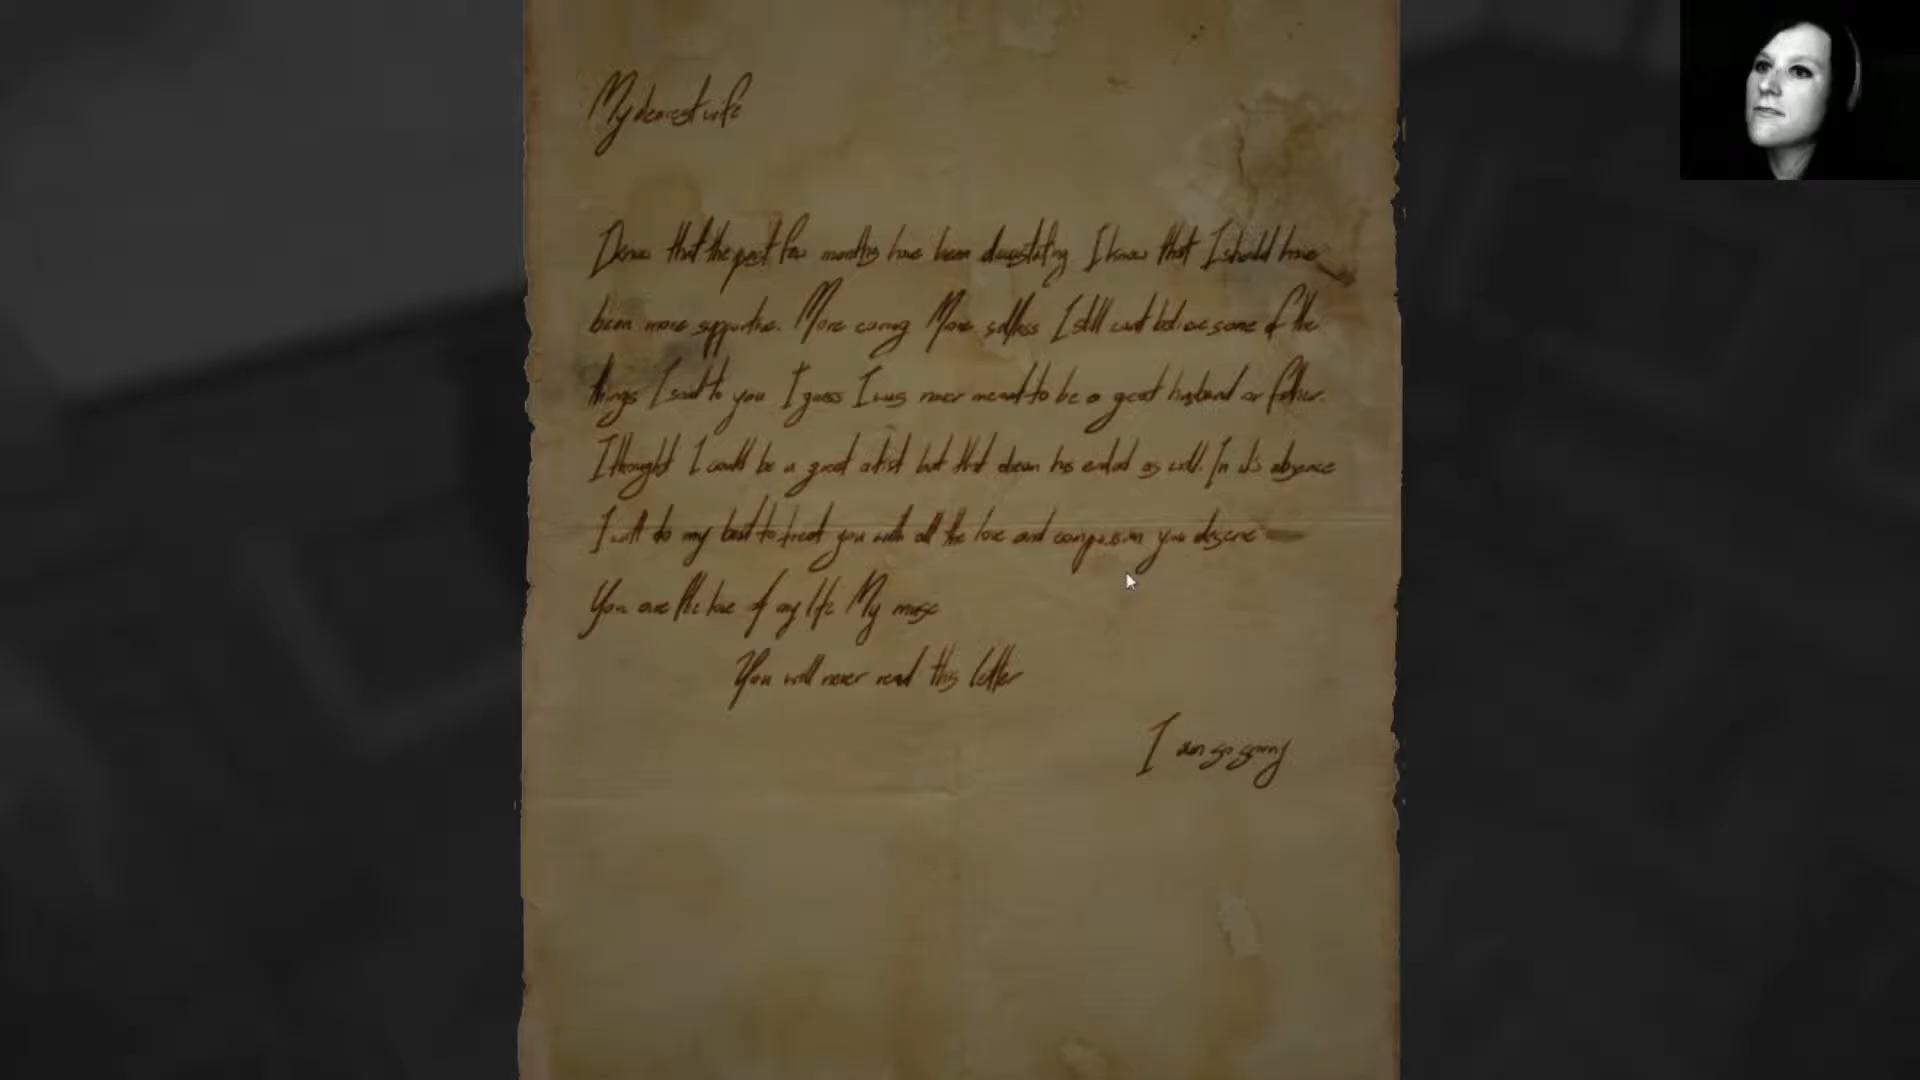 My dearest wife
I know that the past few months have been devastating I know that I should have
been more supportive. More caring More selfless I still can't believe some of the
things I said to you I guess I was never meant to be a great husband or father.
I thought I could be a great artist but that dream has ended as well. In it's absence
I will do my best to treat you with all the love and compassion you deserve
You are the love of my life My muse
You will never read this letter
I am so sorry